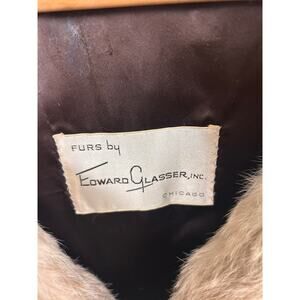 FURS by
EDWARD GLASSER, INC.
CHICAGO